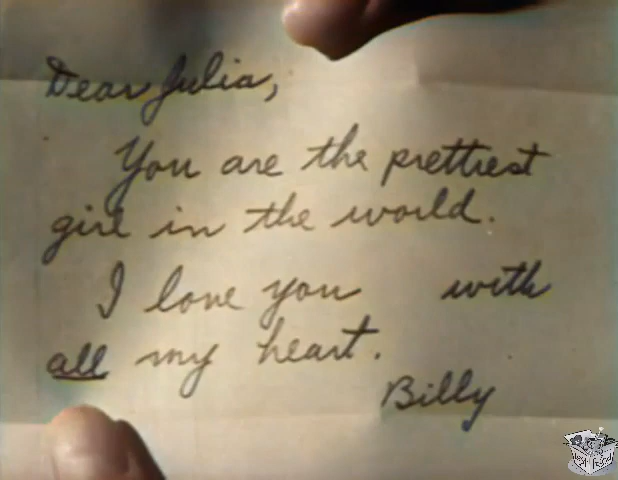 Dear Julia,
You are the prettiest
girl in the world.
I love you with
all my heart.
Billy